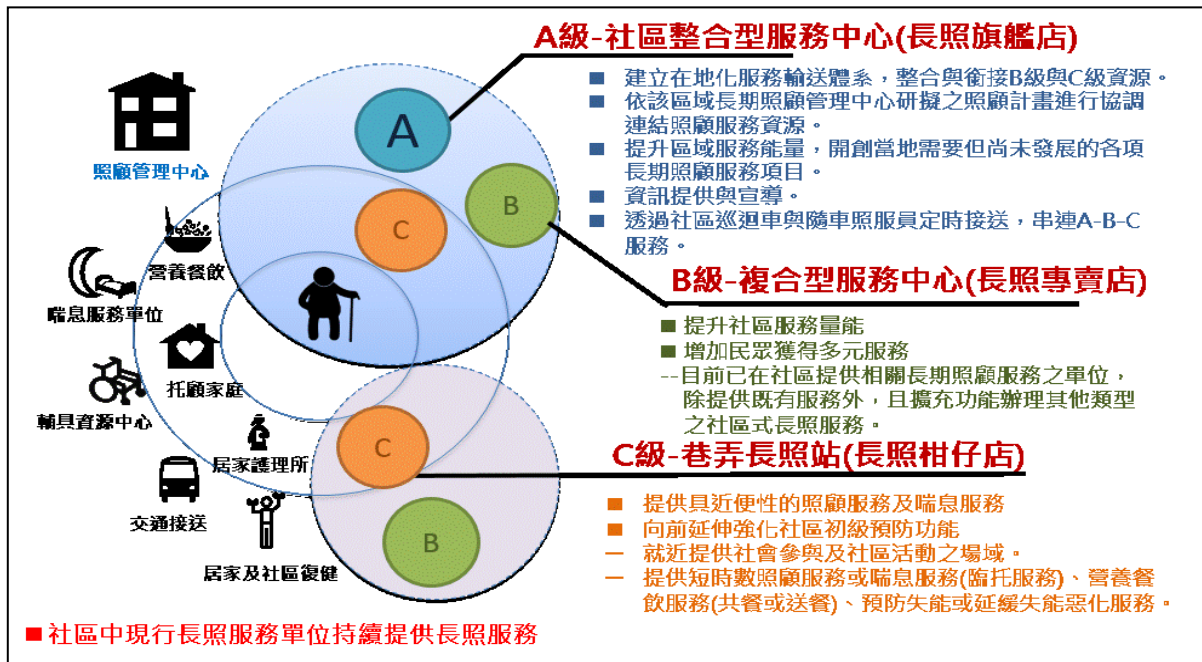 A級-社區整合型服務中心(長照旗艦店)
■ 建立在地化服務輸送體系，整合與銜接B級與C級資源。
■ 依該區域長期照顧管理中心研擬之照顧計畫進行協調
連結照顧服務資源。
■ 提升區域服務能量，開創當地需要但尚未發展的各項
長期照顧服務項目。
■ 資訊提供與宣導。
■ 透過社區巡迴車與隨車照服員定時接送，串連A-B-C
服務。
B級-複合型服務中心(長照專賣店)
■ 提升社區服務量能
■ 增加民眾獲得多元服務
--目前已在社區提供相關長期照顧服務之單位，
除提供既有服務外，且擴充功能辦理其他類型
之社區式長照服務。
C級-巷弄長照站(長照柑仔店)
■ 提供具近便性的照顧服務及喘息服務
■ 向前延伸強化社區初級預防功能
─ 就近提供社會參與及社區活動之場域。
─ 提供短時數照顧服務或喘息服務(臨托服務)、營養餐
飲服務(共餐或送餐)、預防失能或延緩失能惡化服務。
照顧管理中心
A
B
C
營養餐飲
喘息服務單位
托顧家庭
輔具資源中心
居家護理所
C
交通接送
B
居家及社區復健
■ 社區中現行長照服務單位持續提供長照服務